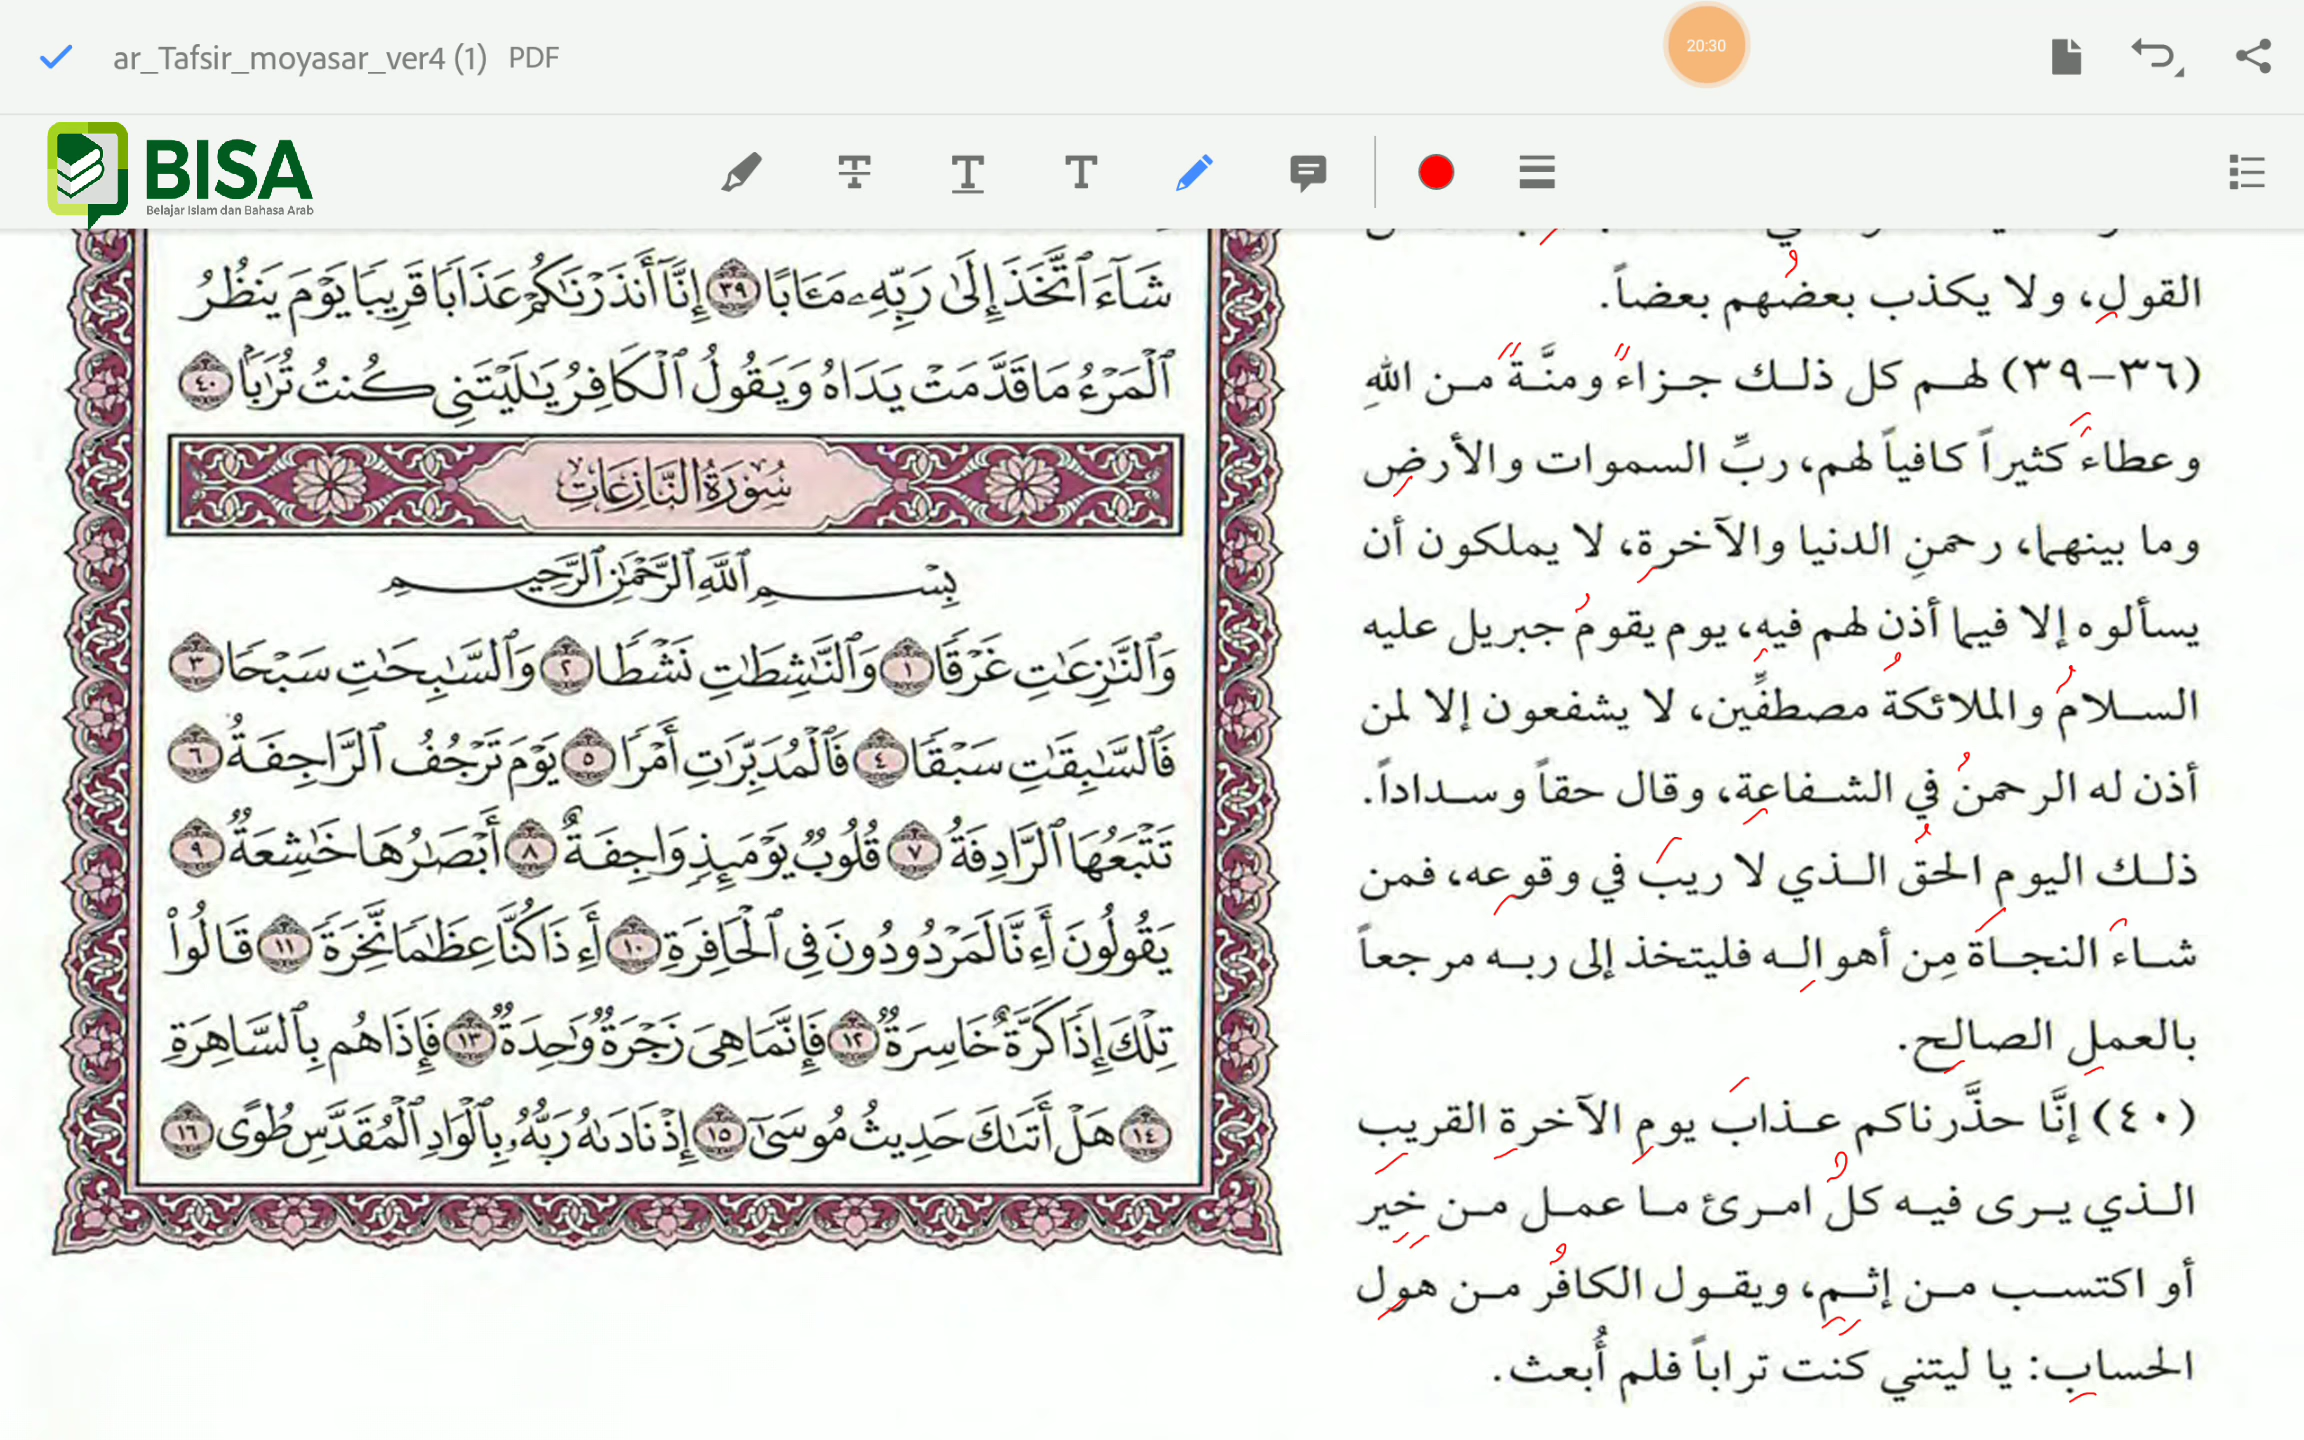 ar_Tafsir_moyasar_ver4 (1) PDF
20:30
BISA
Belajar Islam dan Bahasa Arab
شَآءَ ٱتَّخَذَ إِلَىٰ رَبِّهِۦ مَـَٔابًا ٣٩ إِنَّآ أَنذَرْنَـٰكُمْ عَذَابًا قَرِيبًا يَوْمَ يَنظُرُ
ٱلْمَرْءُ مَا قَدَّمَتْ يَدَاهُ وَيَقُولُ ٱلْكَافِرُ يَـٰلَيْتَنِى كُنتُ تُرَٰبًۢا ٤٠
سُورَةُ النَّازِعَاتِ
بِسْمِ ٱللَّهِ ٱلرَّحْمَـٰنِ ٱلرَّحِيمِ
وَٱلنَّـٰزِعَـٰتِ غَرْقًا ١ وَٱلنَّـٰشِطَـٰتِ نَشْطًا ٢ وَٱلسَّـٰبِحَـٰتِ سَبْحًا ٣
فَٱلسَّـٰبِقَـٰتِ سَبْقًا ٤ فَٱلْمُدَبِّرَٰتِ أَمْرًا ٥ يَوْمَ تَرْجُفُ ٱلرَّاجِفَةُ ٦
تَتْبَعُهَا ٱلرَّادِفَةُ ٧ قُلُوبٌ يَوْمَئِذٍ وَاجِفَةٌ ٨ أَبْصَـٰرُهَا خَـٰشِعَةٌ ٩
يَقُولُونَ أَءِنَّا لَمَرْدُودُونَ فِى ٱلْحَافِرَةِ ١٠ أَءِذَا كُنَّا عِظَـٰمًا نَّخِرَةً ١١ قَالُوا۟
تِلْكَ إِذًا كَرَّةٌ خَاسِرَةٌ ١٢ فَإِنَّمَا هِىَ زَجْرَةٌ وَٰحِدَةٌ ١٣ فَإِذَا هُم بِٱلسَّاهِرَةِ
١٤ هَلْ أَتَىٰكَ حَدِيثُ مُوسَىٰٓ ١٥ إِذْ نَادَىٰهُ رَبُّهُۥ بِٱلْوَادِ ٱلْمُقَدَّسِ طُوًى ١٦
القولِ، ولا يكذب بعضُهم بعضاً.
(٣٦-٣٩) لهم كل ذلك جزاءً ومنَّةً من اللهِ
وعطاءً كثيراً كافياً لهم، ربِّ السموات والأرضِ
وما بينهما، رحمنِ الدنيا والآخرةِ، لا يملكون أن
يسألوه إلا فيما أذن لهم فيه، يوم يقومُ جبريل عليه
السلامُ والملائكةُ مصطفِّين، لا يشفعون إلا لمن
أذن له الرحمنُ في الشفاعةِ، وقال حقاً وسداداً.
ذلك اليوم الحقُ الذي لا ريبَ في وقوعِه، فمن
شاءَ النجاةَ مِن أهوالِه فليتخذ إلى ربه مرجعاً
بالعملِ الصالحِ.
(٤٠) إنَّا حذَّرناكم عذابَ يومِ الآخرةِ القريبِ
الذي يرى فيه كلُ امرئ ما عمل من خيرٍ
أو اكتسب من إثمٍ، ويقول الكافرُ من هولِ
الحسابِ: يا ليتني كنت تراباً فلم أُبعث.